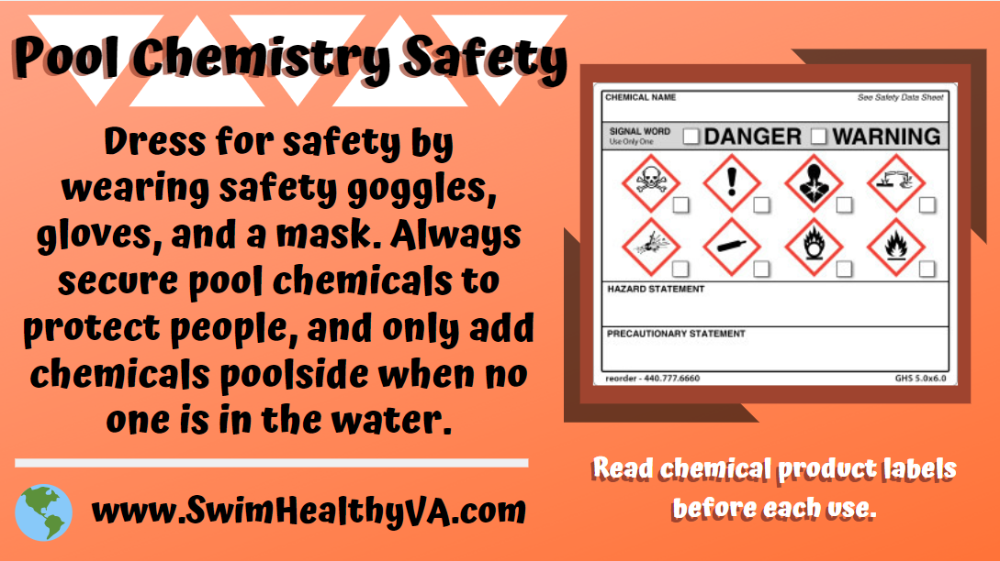 Pool Chemistry Safety
Dress for safety by
wearing safety goggles,
gloves, and a mask. Always
secure pool chemicals to
protect people, and only add
chemicals poolside when no
one is in the water.
www.SwimHealthyVA.com
CHEMICAL NAME
See Safety Data Sheet
SIGNAL WORD
Use Only One
DANGER WARNING
HAZARD STATEMENT
PRECAUTIONARY STATEMENT
reorder - 440.777.6660
GHS 5.0x6.0
Read chemical product labels
before each use.